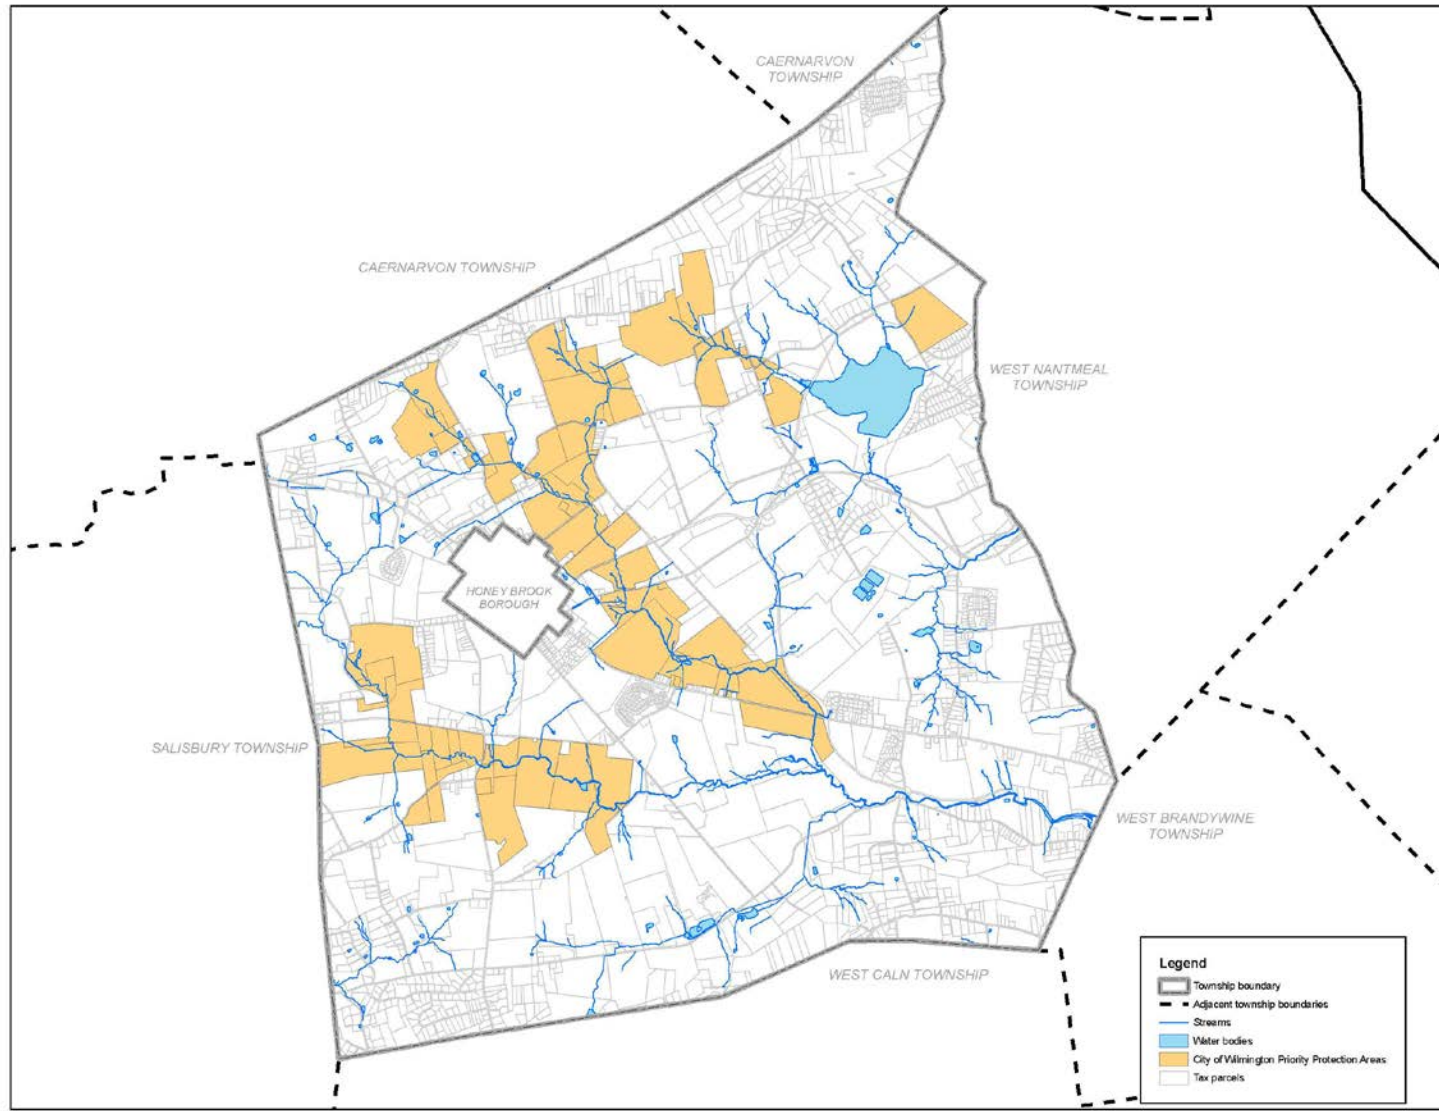 CAERNARVON
TOWNSHIP
CAERNARVON TOWNSHIP
WEST NANTMEAL
TOWNSHIP
HONEY BROOK
BOROUGH
SALISBURY TOWNSHIP
WEST BRANDYWINE
TOWNSHIP
WEST CALN TOWNSHIP
Legend
Township boundary
Adjacent township boundaries
Streams
Water bodies
City of Wilmington Priority Protection Areas
Tax parcels